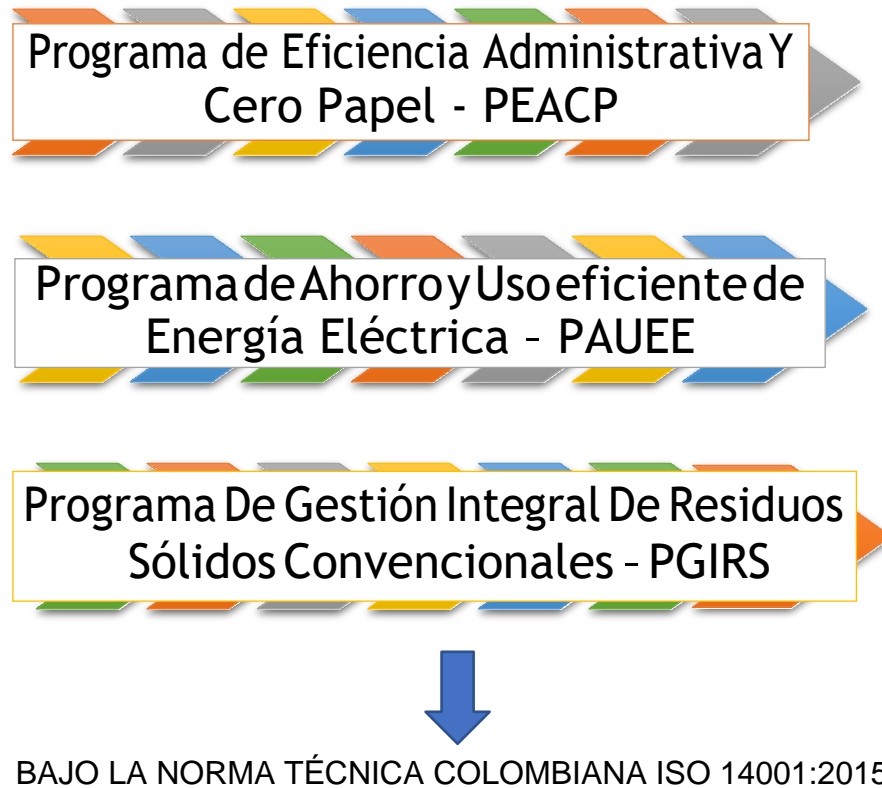 Programa de Eficiencia Administrativa Y
Cero Papel - PEACP
Programa de Ahorro y Uso eficiente de
Energía Eléctrica – PAUEE
Programa De Gestión Integral De Residuos
Sólidos Convencionales – PGIRS
BAJO LA NORMA TÉCNICA COLOMBIANA ISO 14001:2015